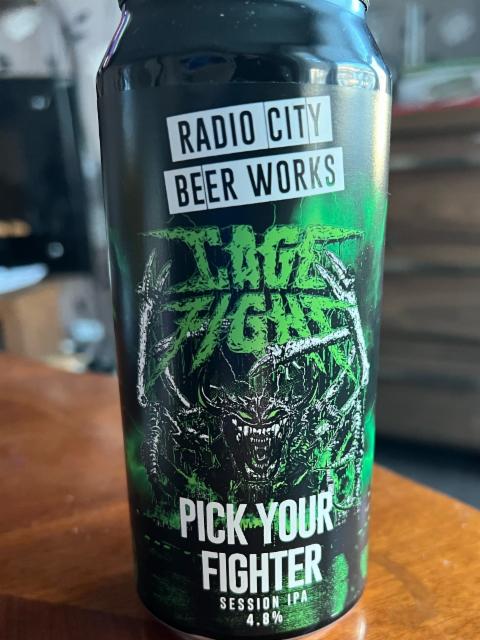 RADIO CITY
BEER WORKS
CAGE
FIGHT
PICK YOUR
FIGHTER
SESSION IPA
4.8%